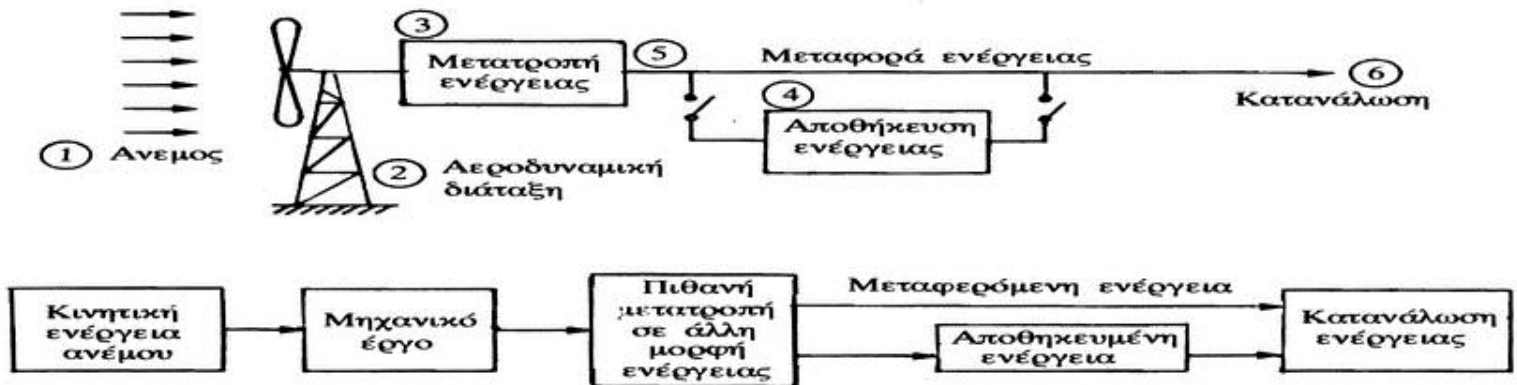 ③
Μετατροπή
ενέργειας
⑤
Μεταφορά ενέργειας
⑥
Κατανάλωση
④
Αποθήκευση
ενέργειας
① Ανεμος
② Αεροδυναμική
διάταξη
Κινητική
ενέργεια
ανέμου
Μηχανικό
έργο
Πιθανή
μετατροπή
σε άλλη
μορφή
ενέργειας
Μεταφερόμενη ενέργεια
Αποθηκευμένη
ενέργεια
Κατανάλωση
ενέργειας